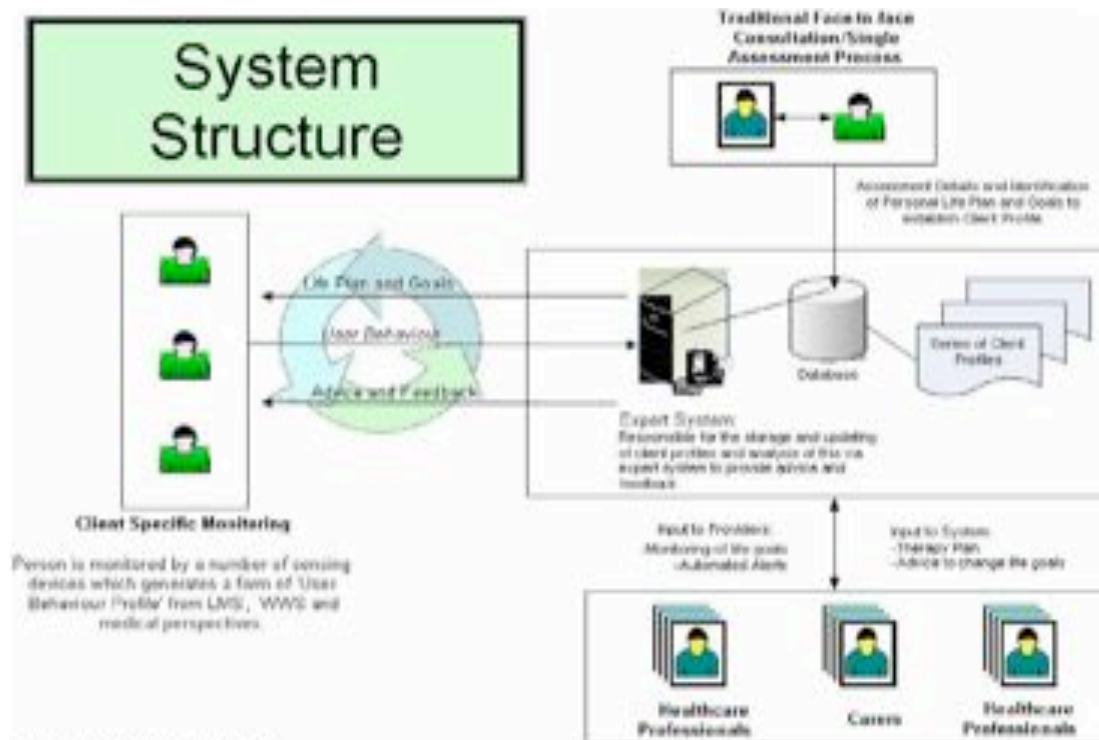 System
Structure
Traditional Face to face
Consultation/Single
Assessment Process
Assessment Details and Identification
of Personal Life Plan and Goals to
establish Client Profile
Life Plan and Goals
User Behaviour
Advice and Feedback
Database
Series of Client
Profiles
Expert System:
Responsible for the storage and updating
of client profiles and analysis of this via
expert system to provide advice and
feedback
Client Specific Monitoring
Person is monitored by a number of sensing
devices which generates a form of 'User
Behaviour Profile' from LMS, WWS and
medical perspectives.
Input to Providers:
-Monitoring of life goals
-Automated Alerts
Input to System:
-Therapy Plan
-Advice to change life goals
Healthcare
Professionals
Carers
Healthcare
Professionals